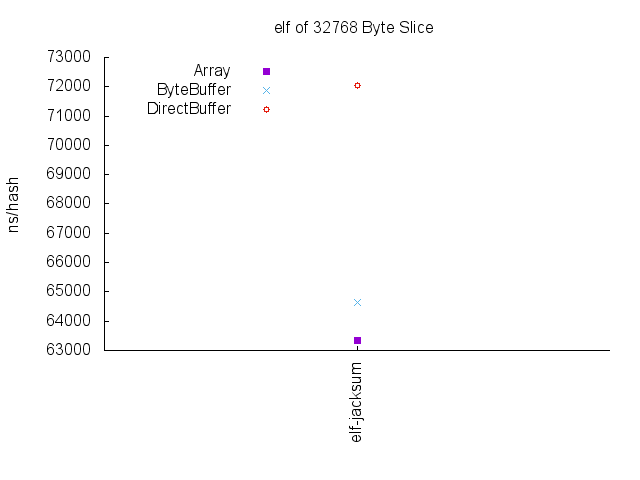 elf of 32768 Byte Slice
73000
72000
71000
70000
69000
68000
67000
66000
65000
64000
63000
ns/hash
Array
ByteBuffer
DirectBuffer
elf-jacksum